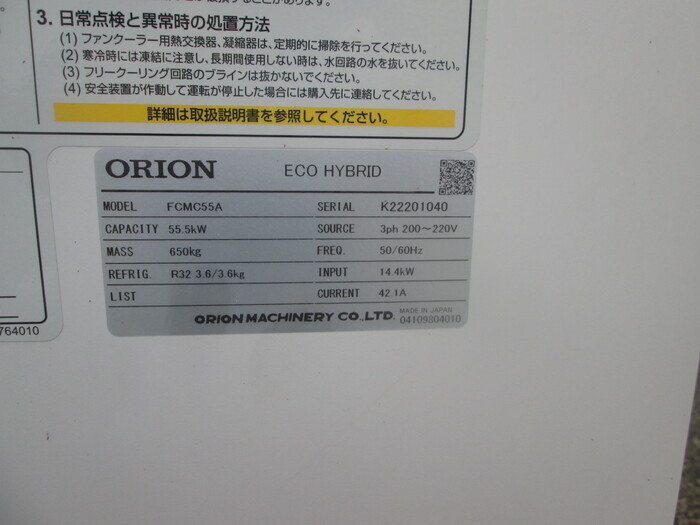 3. 日常点検と異常時の処置方法
(1) ファンクーラー用熱交換器、凝縮器は、定期的に掃除を行ってください。
(2) 寒冷時には凍結に注意し、長期間使用しない時は、水回路の水を抜いてください。
(3) フリークーリング回路のブラインは抜かないでください。
(4) 安全装置が作動して運転が停止した場合には購入先に連絡してください。
詳細は取扱説明書を参照してください。
ORION ECO HYBRID
MODEL FCMC55A SERIAL K22201040
CAPACITY 55.5kW SOURCE 3ph 200～220V
MASS 650kg FREQ. 50/60Hz
REFRIG. R32 3.6/3.6kg INPUT 14.4kW
LIST CURRENT 42.1A
ORION MACHINERY CO.,LTD. MADE IN JAPAN
04109804010
764010